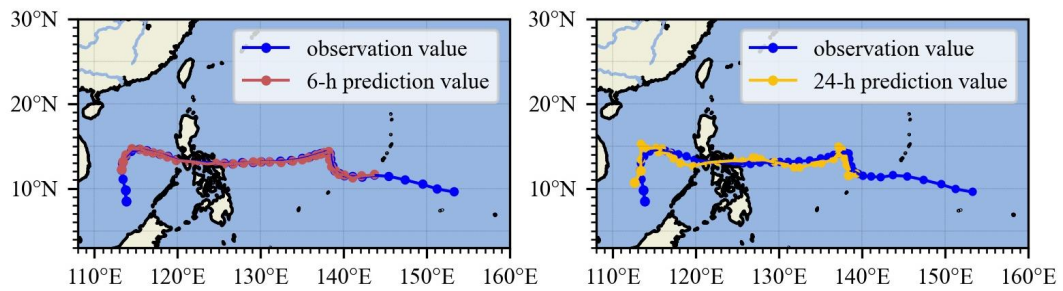 30°N
20°N
10°N
observation value
6-h prediction value
110°E 120°E 130°E 140°E 150°E 160°E
30°N
20°N
10°N
observation value
24-h prediction value
110°E 120°E 130°E 140°E 150°E 160°E